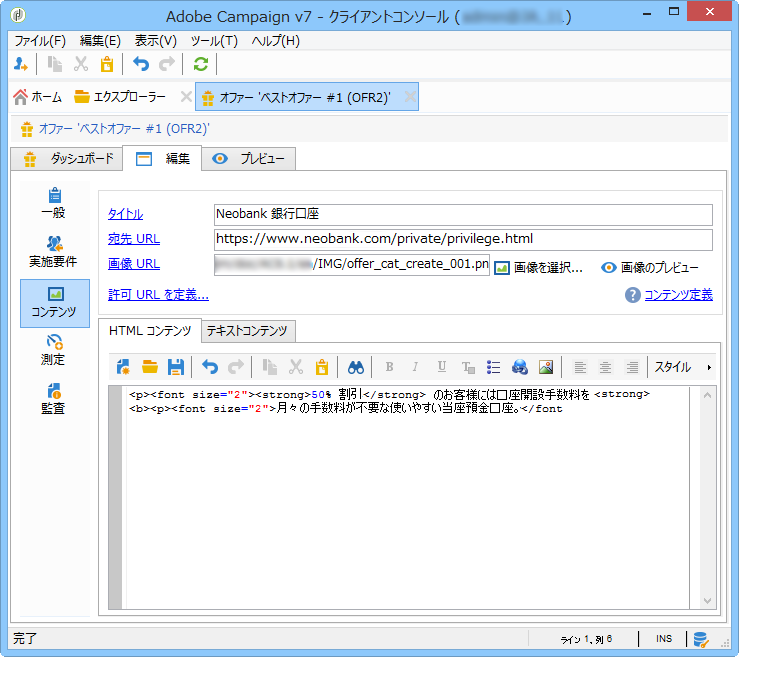 Adobe Campaign v7 - クライアントコンソール (
ファイル(F) 編集(E) 表示(V) ツール(T) ヘルプ(H)
ホーム エクスプローラー オファー 'ベストオファー #1 (OFR2)'
オファー 'ベストオファー #1 (OFR2)'
ダッシュボード 編集 プレビュー
一般
実施要件
コンテンツ
測定
監査
タイトル Neobank 銀行口座
宛先 URL https://www.neobank.com/private/privilege.html
画像 URL /IMG/offer_cat_create_001.pn 画像を選択... 画像のプレビュー
許可 URL を定義... コンテンツ定義
HTML コンテンツ テキストコンテンツ
B I U T スタイル
<p><font size="2"><strong>50% 割引</strong> のお客様には口座開設手数料を <strong>
<b><p><font size="2">月々の手数料が不要な使いやすい当座預金口座。</font
完了 ライン 1、列 6 INS